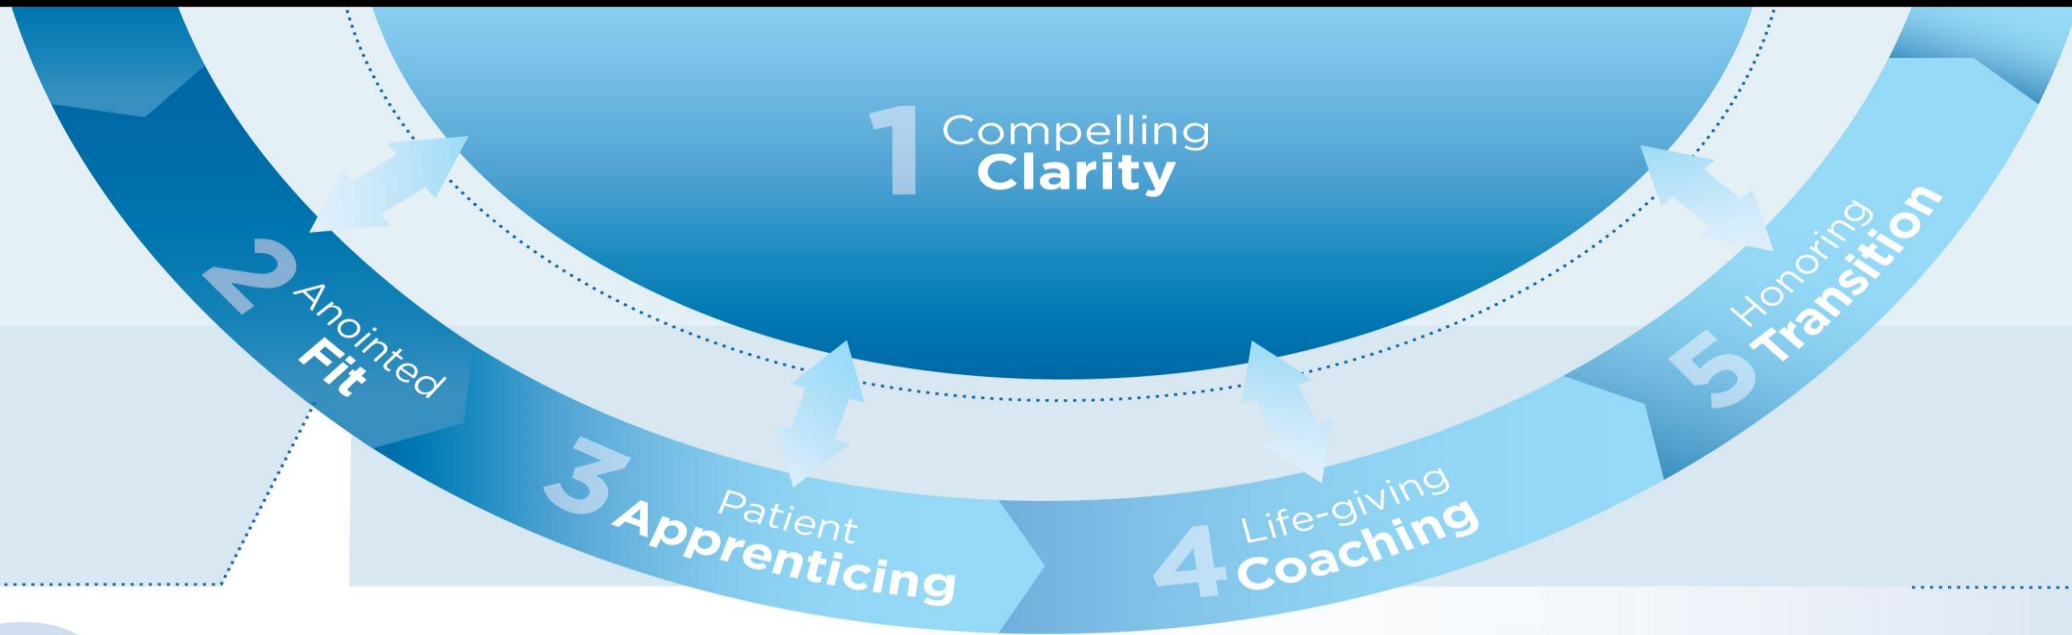 1 Compelling
Clarity
2 Anointed
Fit
3 Patient
Apprenticing
4 Life-giving
Coaching
5 Honoring
Transition